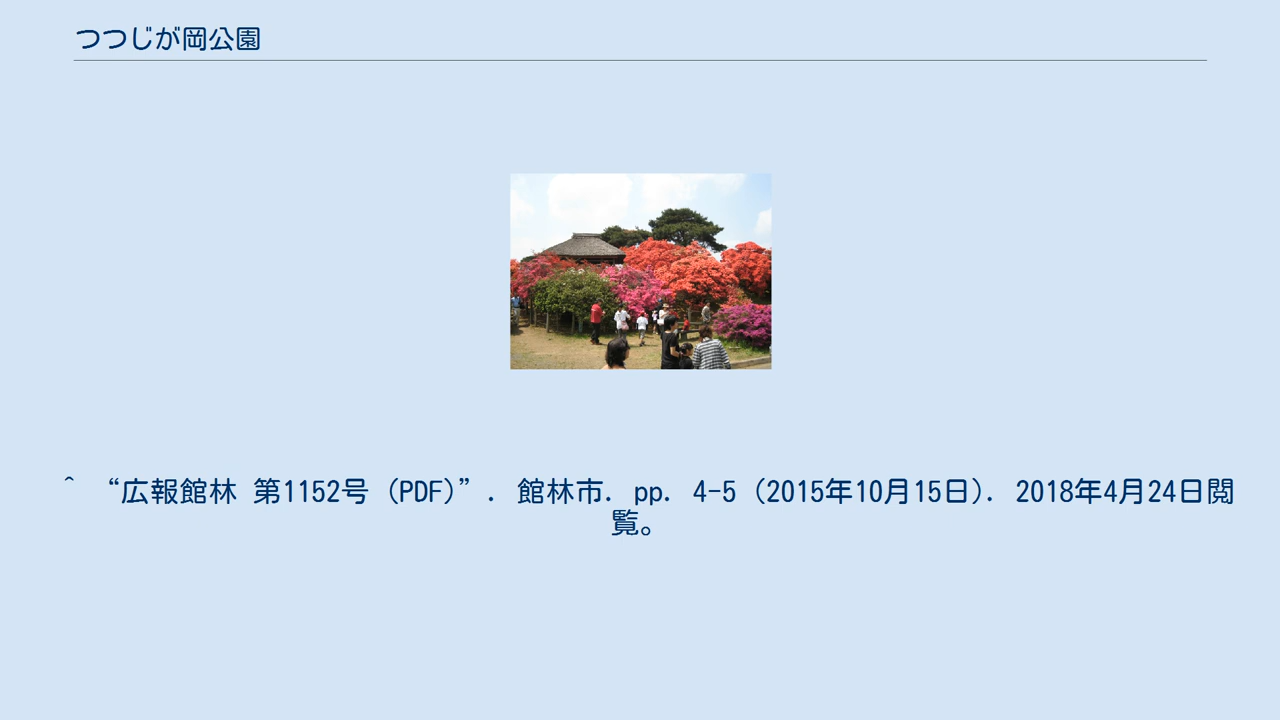 つつじが岡公園
^ “広報館林 第1152号 (PDF)”. 館林市. pp. 4-5 (2015年10月15日). 2018年4月24日閲
覧。